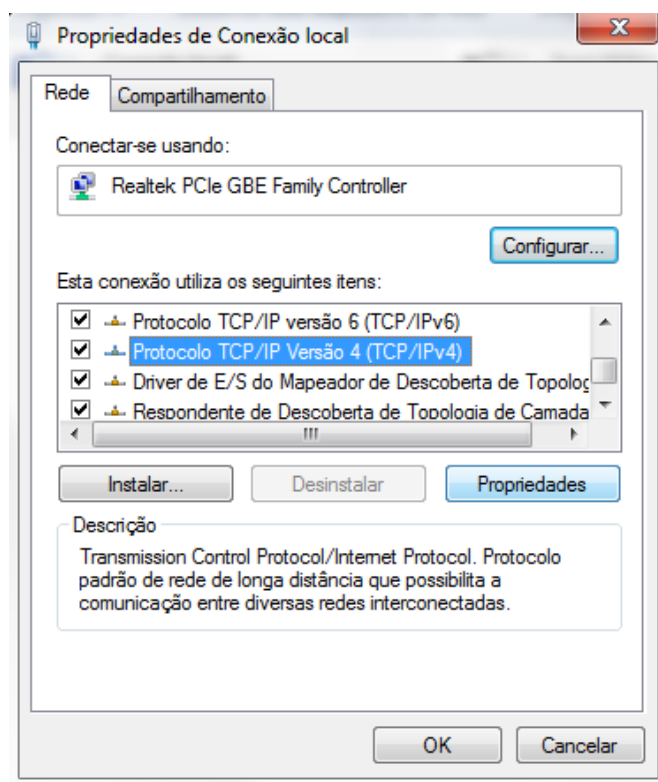 Propriedades de Conexão local
Rede
Compartilhamento
Conectar-se usando:
Realtek PCIe GBE Family Controller
Configurar...
Esta conexão utiliza os seguintes itens:
Protocolo TCP/IP versão 6 (TCP/IPv6)
Protocolo TCP/IP Versão 4 (TCP/IPv4)
Driver de E/S do Mapeador de Descoberta de Topolog
Respondente de Descoberta de Topologia de Camada
Instalar...
Desinstalar
Propriedades
Descrição
Transmission Control Protocol/Internet Protocol. Protocolo
padrão de rede de longa distância que possibilita a
comunicação entre diversas redes interconectadas.
OK
Cancelar